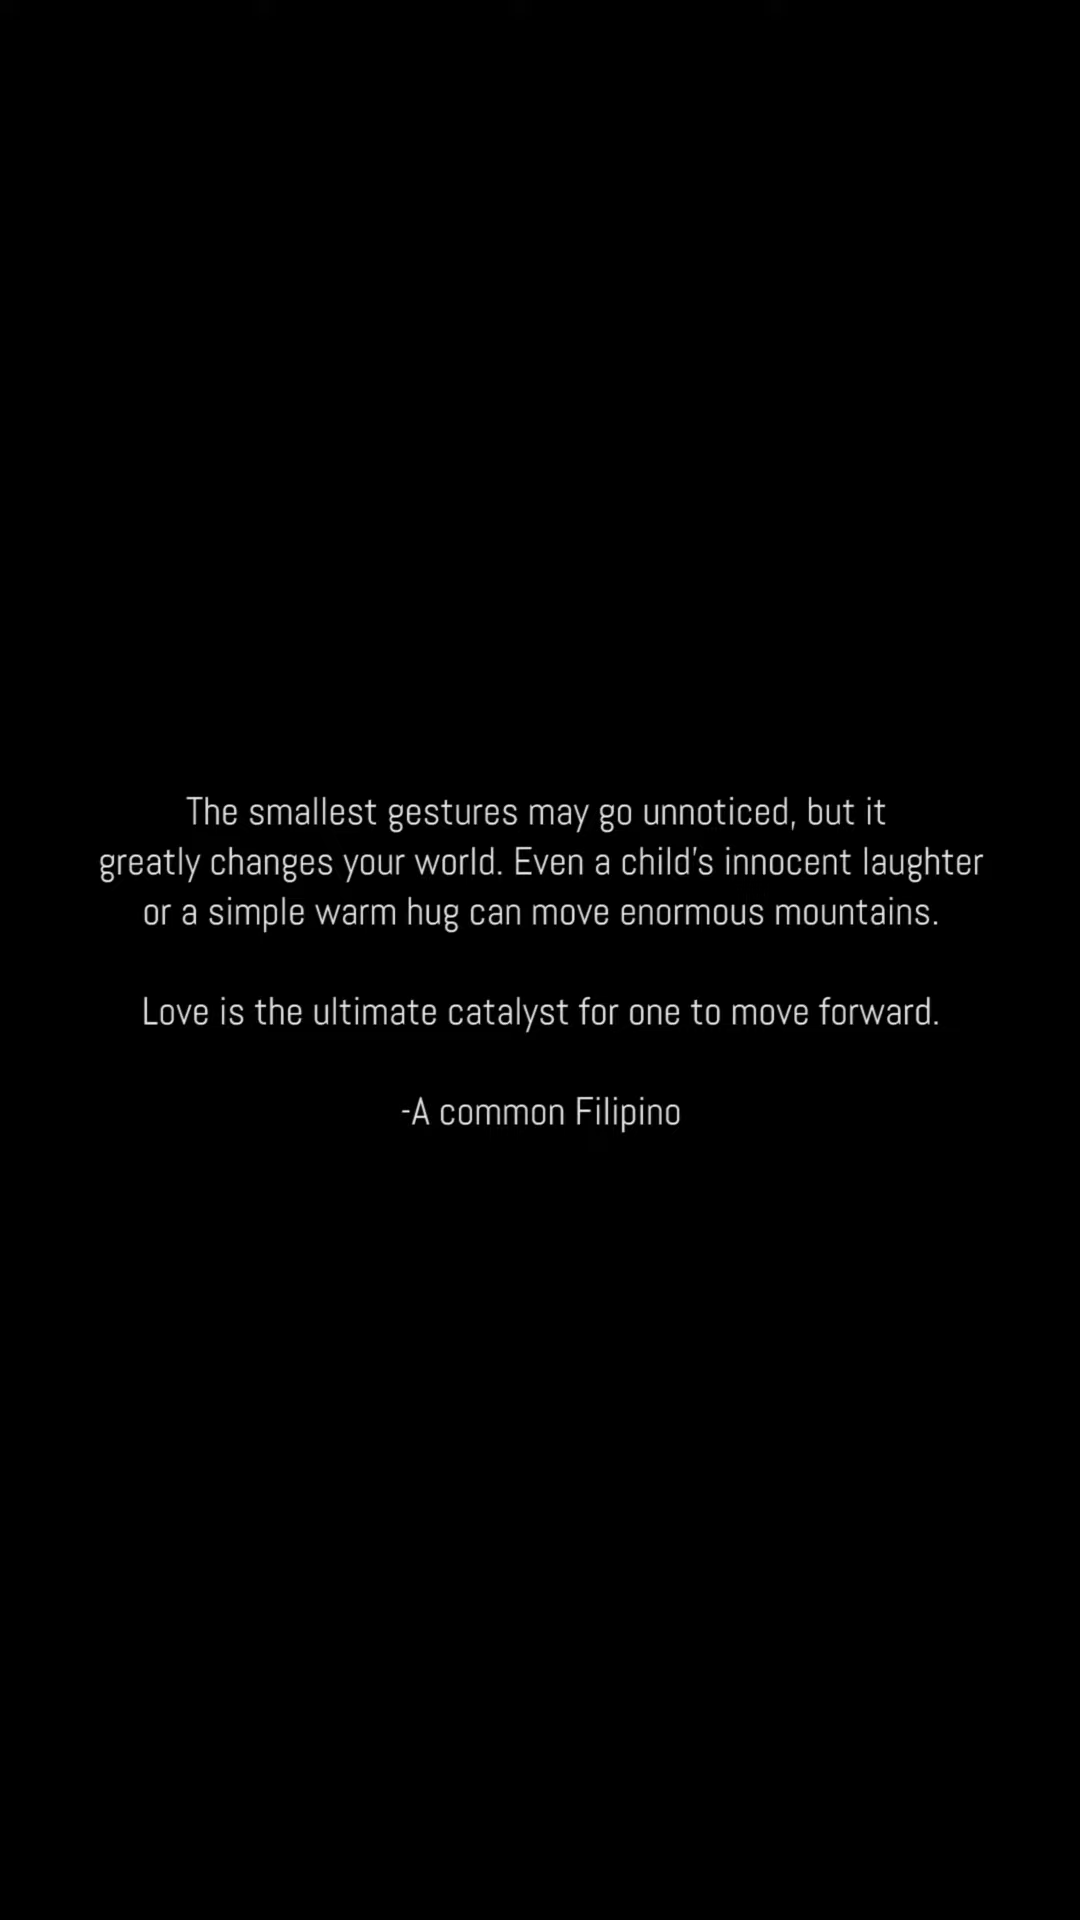 The smallest gestures may go unnoticed, but it
greatly changes your world. Even a child's innocent laughter
or a simple warm hug can move enormous mountains.
Love is the ultimate catalyst for one to move forward.
-A common Filipino